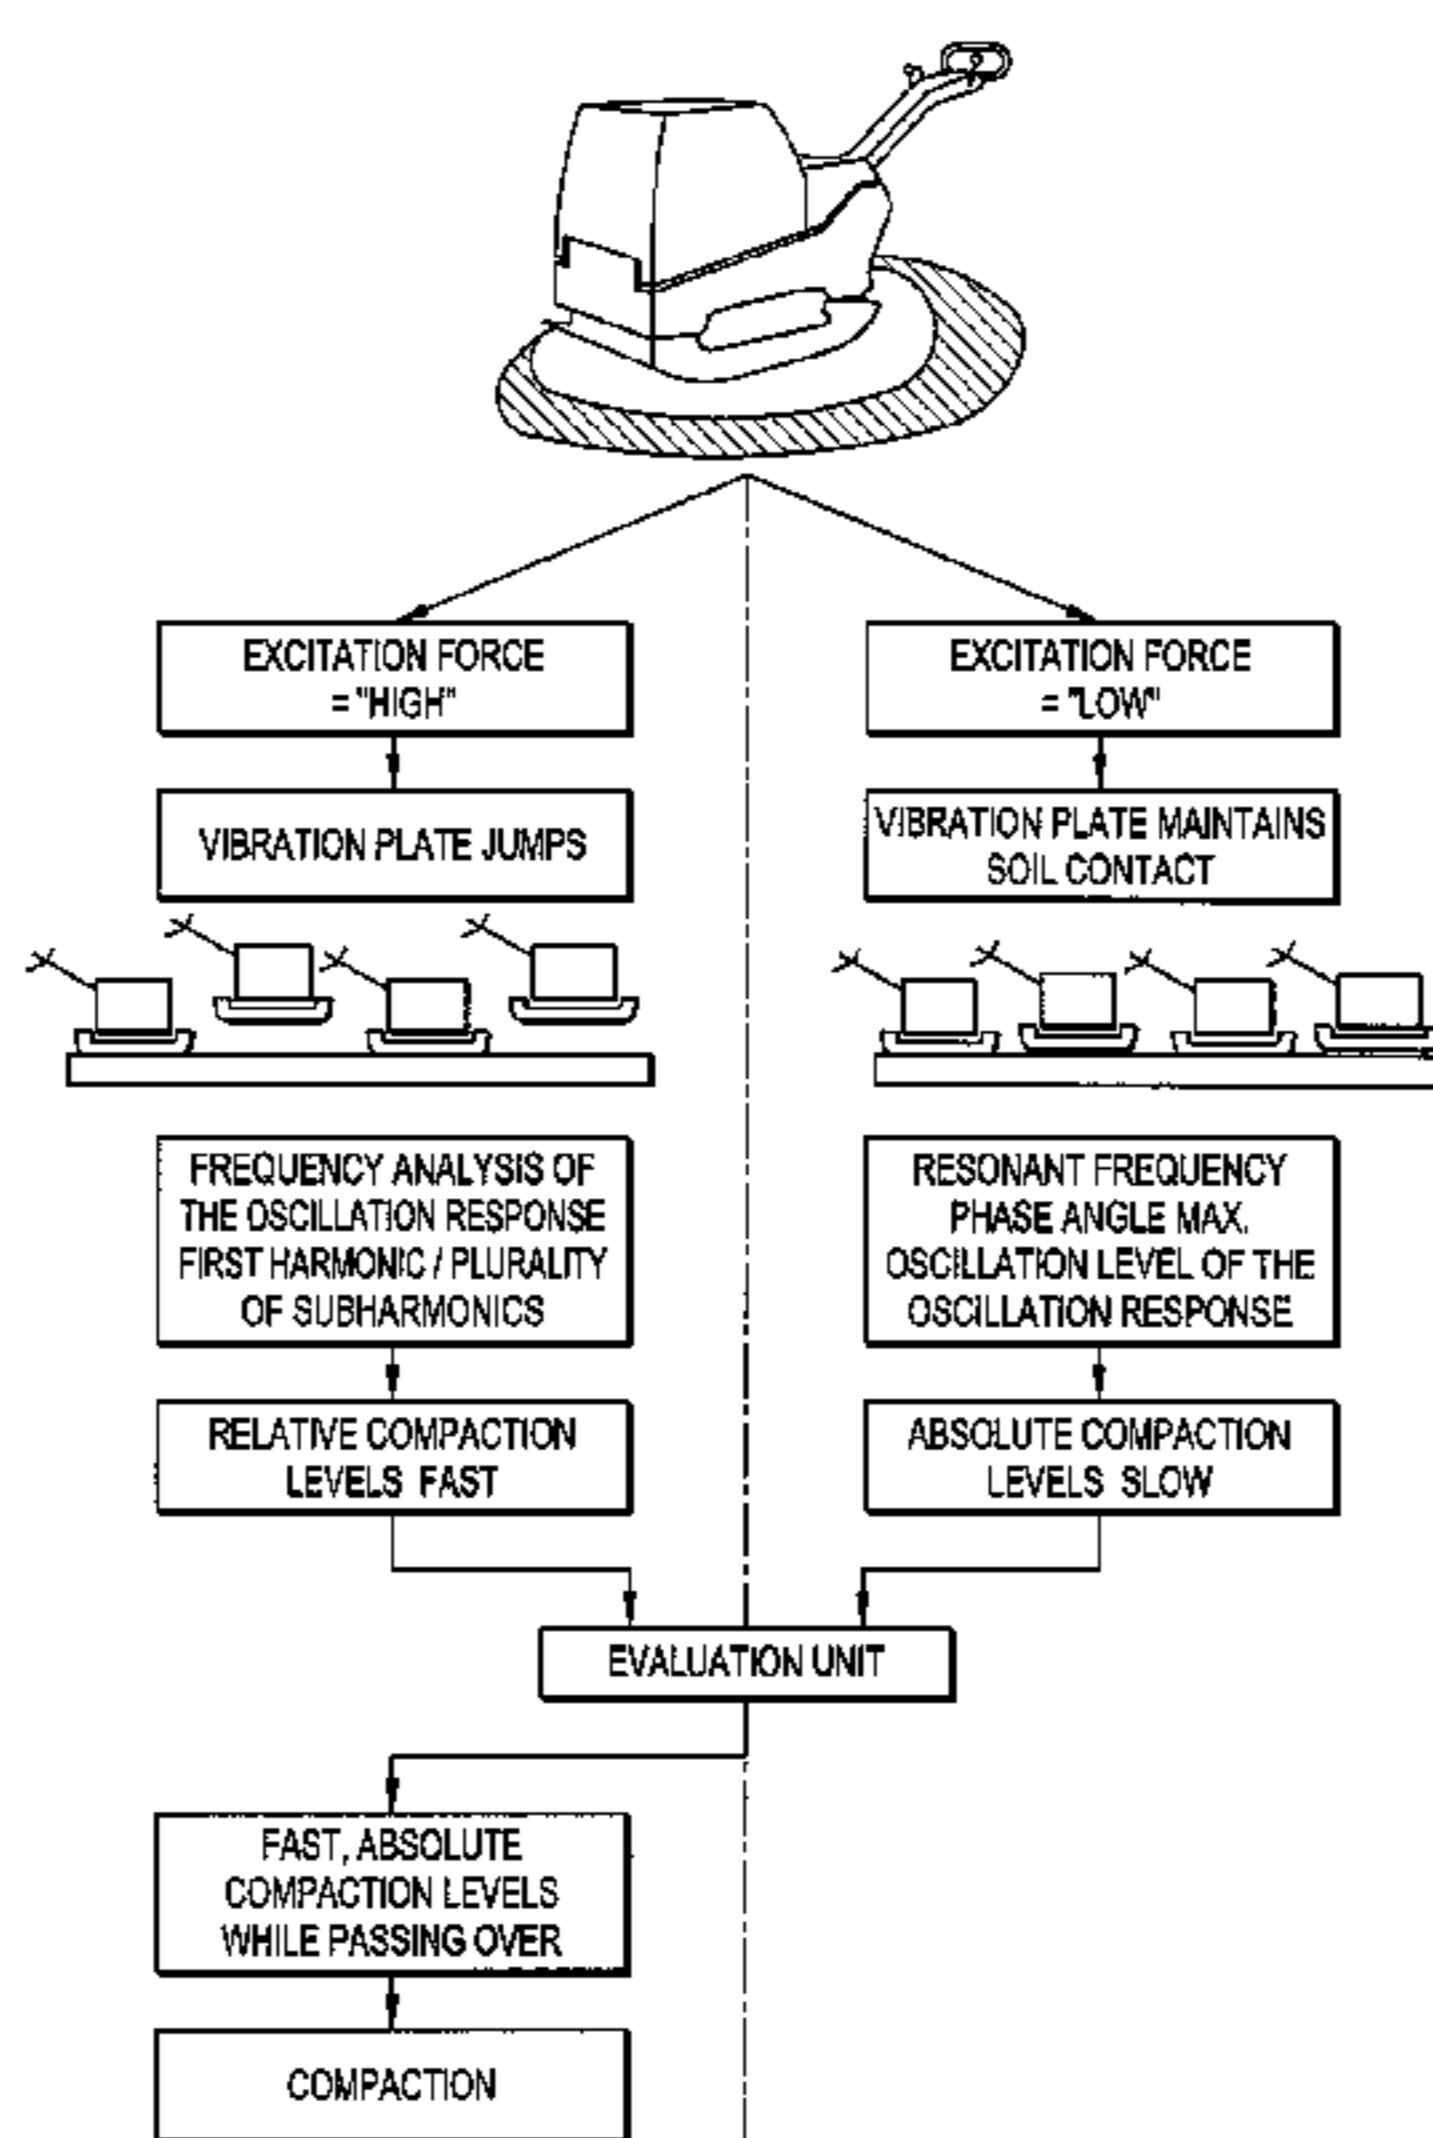 EXCITATION FORCE
= "HIGH"
EXCITATION FORCE
= "LOW"
VIBRATION PLATE JUMPS
VIBRATION PLATE MAINTAINS
SOIL CONTACT
FREQUENCY ANALYSIS OF
THE OSCILLATION RESPONSE
FIRST HARMONIC / PLURALITY
OF SUBHARMONICS
RESONANT FREQUENCY
PHASE ANGLE MAX.
OSCILLATION LEVEL OF THE
OSCILLATION RESPONSE
RELATIVE COMPACTION
LEVELS FAST
ABSOLUTE COMPACTION
LEVELS SLOW
EVALUATION UNIT
FAST, ABSOLUTE
COMPACTION LEVELS
WHILE PASSING OVER
COMPACTION